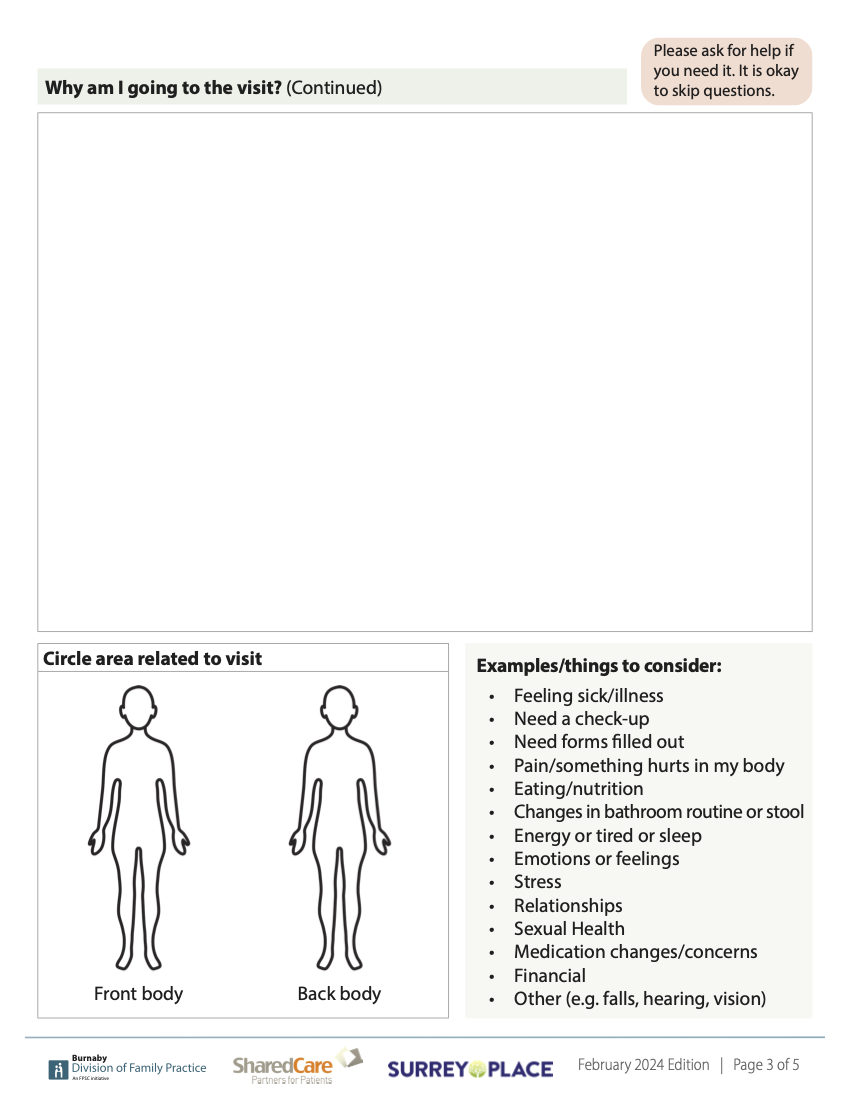 Please ask for help if
you need it. It is okay
to skip questions.
Why am I going to the visit? (Continued)
Circle area related to visit
Front body
Back body
Examples/things to consider:
• Feeling sick/illness
• Need a check-up
• Need forms filled out
• Pain/something hurts in my body
• Eating/nutrition
• Changes in bathroom routine or stool
• Energy or tired or sleep
• Emotions or feelings
• Stress
• Relationships
• Sexual Health
• Medication changes/concerns
• Financial
• Other (e.g. falls, hearing, vision)
Burnaby
Division of Family Practice
An FPSC initiative
SharedCare
Partners for Patients
SURREY PLACE
February 2024 Edition | Page 3 of 5